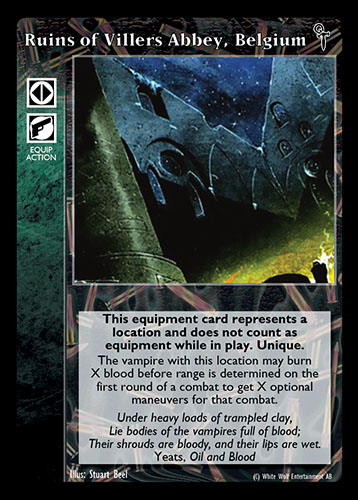 Ruins of Villers Abbey, Belgium
EQUIP
ACTION
This equipment card represents a
location and does not count as
equipment while in play. Unique.
The vampire with this location may burn
X blood before range is determined on the
first round of a combat to get X optional
maneuvers for that combat.
Under heavy loads of trampled clay,
Lie bodies of the vampires full of blood;
Their shrouds are bloody, and their lips are wet.
Yeats, Oil and Blood
Illus: Stuart Beel
(C) White Wolf Entertainment AB